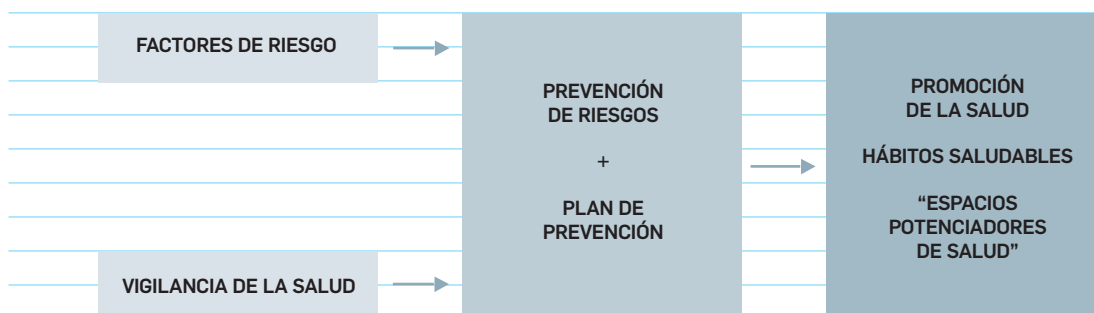 FACTORES DE RIESGO
VIGILANCIA DE LA SALUD
PREVENCIÓN
DE RIESGOS
+
PLAN DE
PREVENCIÓN
PROMOCIÓN
DE LA SALUD
HÁBITOS SALUDABLES
“ESPACIOS
POTENCIADORES
DE SALUD”